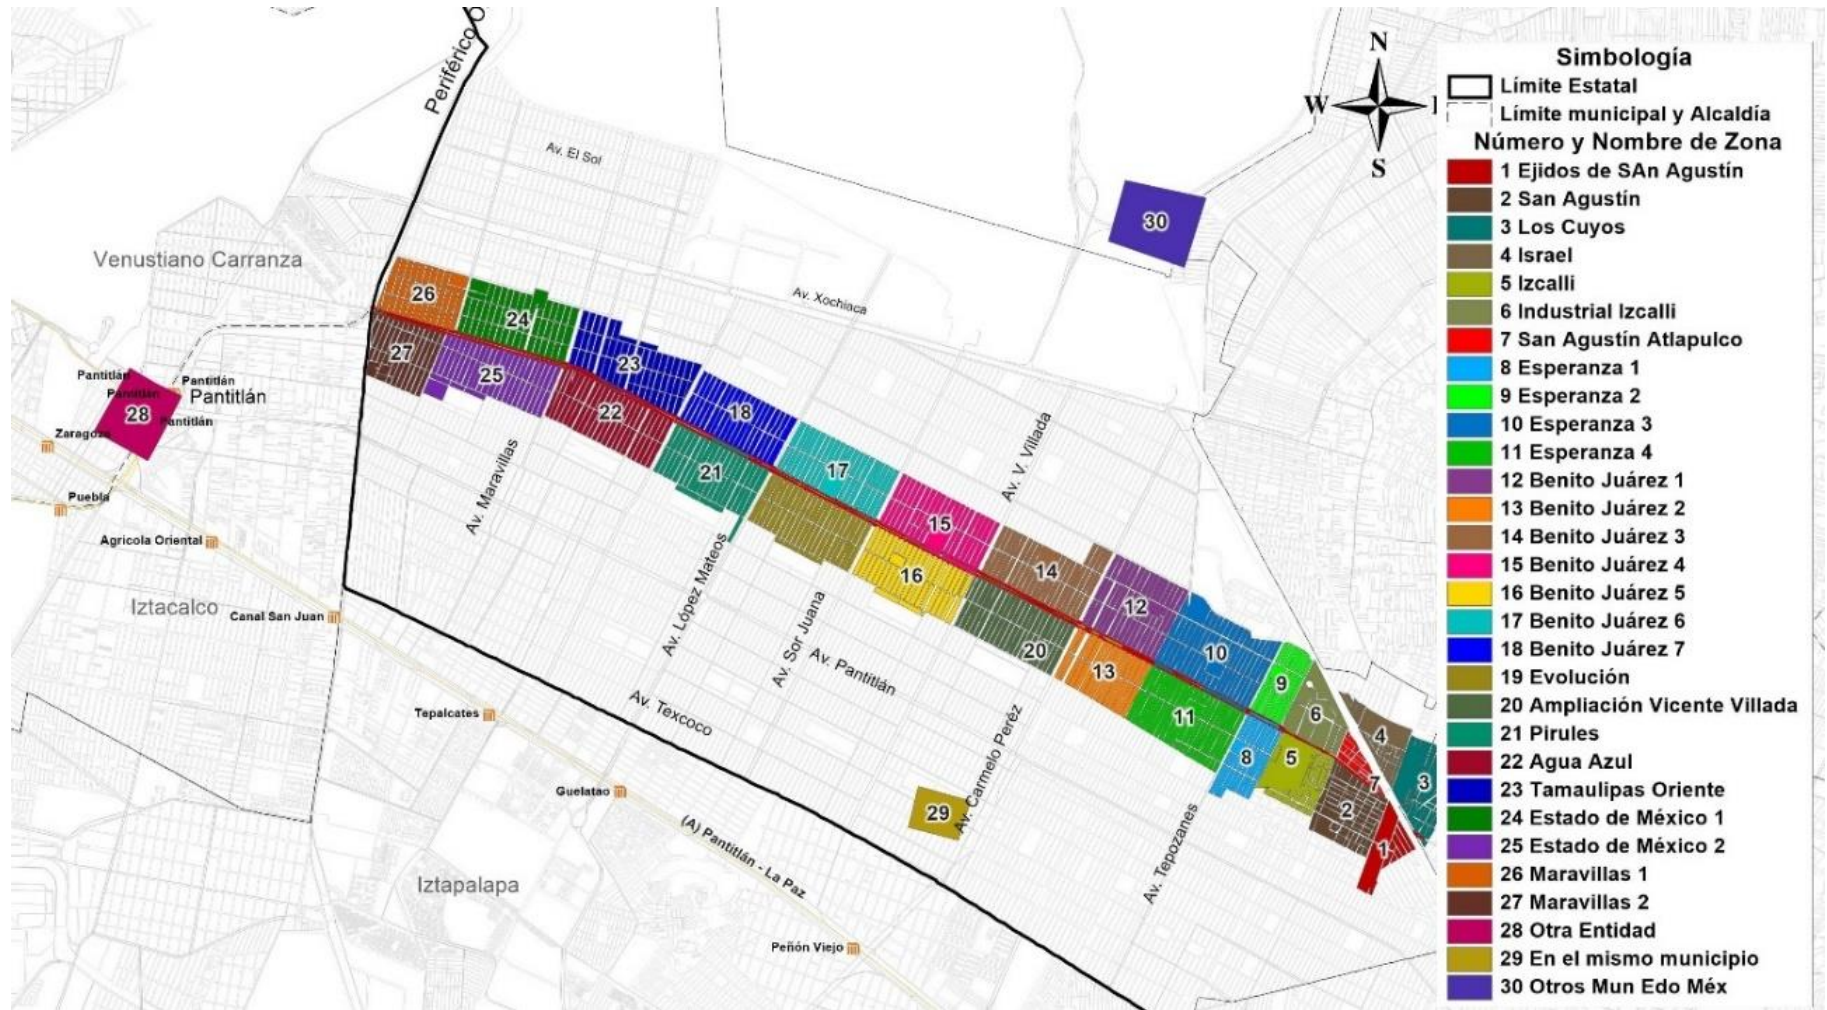 Periférico O
N
W
S
Av. El Sol
Venustiano Carranza
Av. Xochiaca
30
26
24
27
25
23
22
18
21
17
15
16
14
12
20
13
10
11
9
8
6
5
4
7
3
2
1
29
28
Pantitlán
Pantitlán
Pantitlán
Pantitlán
Pantitlán
Zaragoza
Puebla
Agricola Oriental
Iztacalco
Canal San Juan
Av. Maravillas
Av. López Mateos
Av. Sor Juana
Av. V. Villada
Av. Pantitlán
Av. Texcoco
Av. Carmelo Peréz
Av. Tepozanes
Tepalcates
Guelatao
(A) Pantitlán - La Paz
Iztapalapa
Peñón Viejo
Simbología
Límite Estatal
Límite municipal y Alcaldía
Número y Nombre de Zona
1 Ejidos de SAn Agustín
2 San Agustín
3 Los Cuyos
4 Israel
5 Izcalli
6 Industrial Izcalli
7 San Agustín Atlapulco
8 Esperanza 1
9 Esperanza 2
10 Esperanza 3
11 Esperanza 4
12 Benito Juárez 1
13 Benito Juárez 2
14 Benito Juárez 3
15 Benito Juárez 4
16 Benito Juárez 5
17 Benito Juárez 6
18 Benito Juárez 7
19 Evolución
20 Ampliación Vicente Villada
21 Pirules
22 Agua Azul
23 Tamaulipas Oriente
24 Estado de México 1
25 Estado de México 2
26 Maravillas 1
27 Maravillas 2
28 Otra Entidad
29 En el mismo municipio
30 Otros Mun Edo Méx